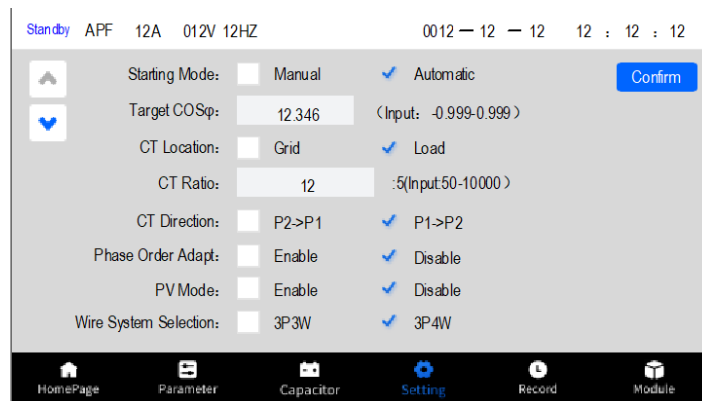 Standby APF 12A 012V 12HZ 0012 — 12 — 12 12 : 12 : 12
Starting Mode: Manual Automatic Confirm
Target COSφ: 12.346 (Input: -0.999-0.999)
CT Location: Grid Load
CT Ratio: 12 :5(Input:50-10000)
CT Direction: P2->P1 P1->P2
Phase Order Adapt: Enable Disable
PV Mode: Enable Disable
Wire System Selection: 3P3W 3P4W
HomePage Parameter Capacitor Setting Record Module